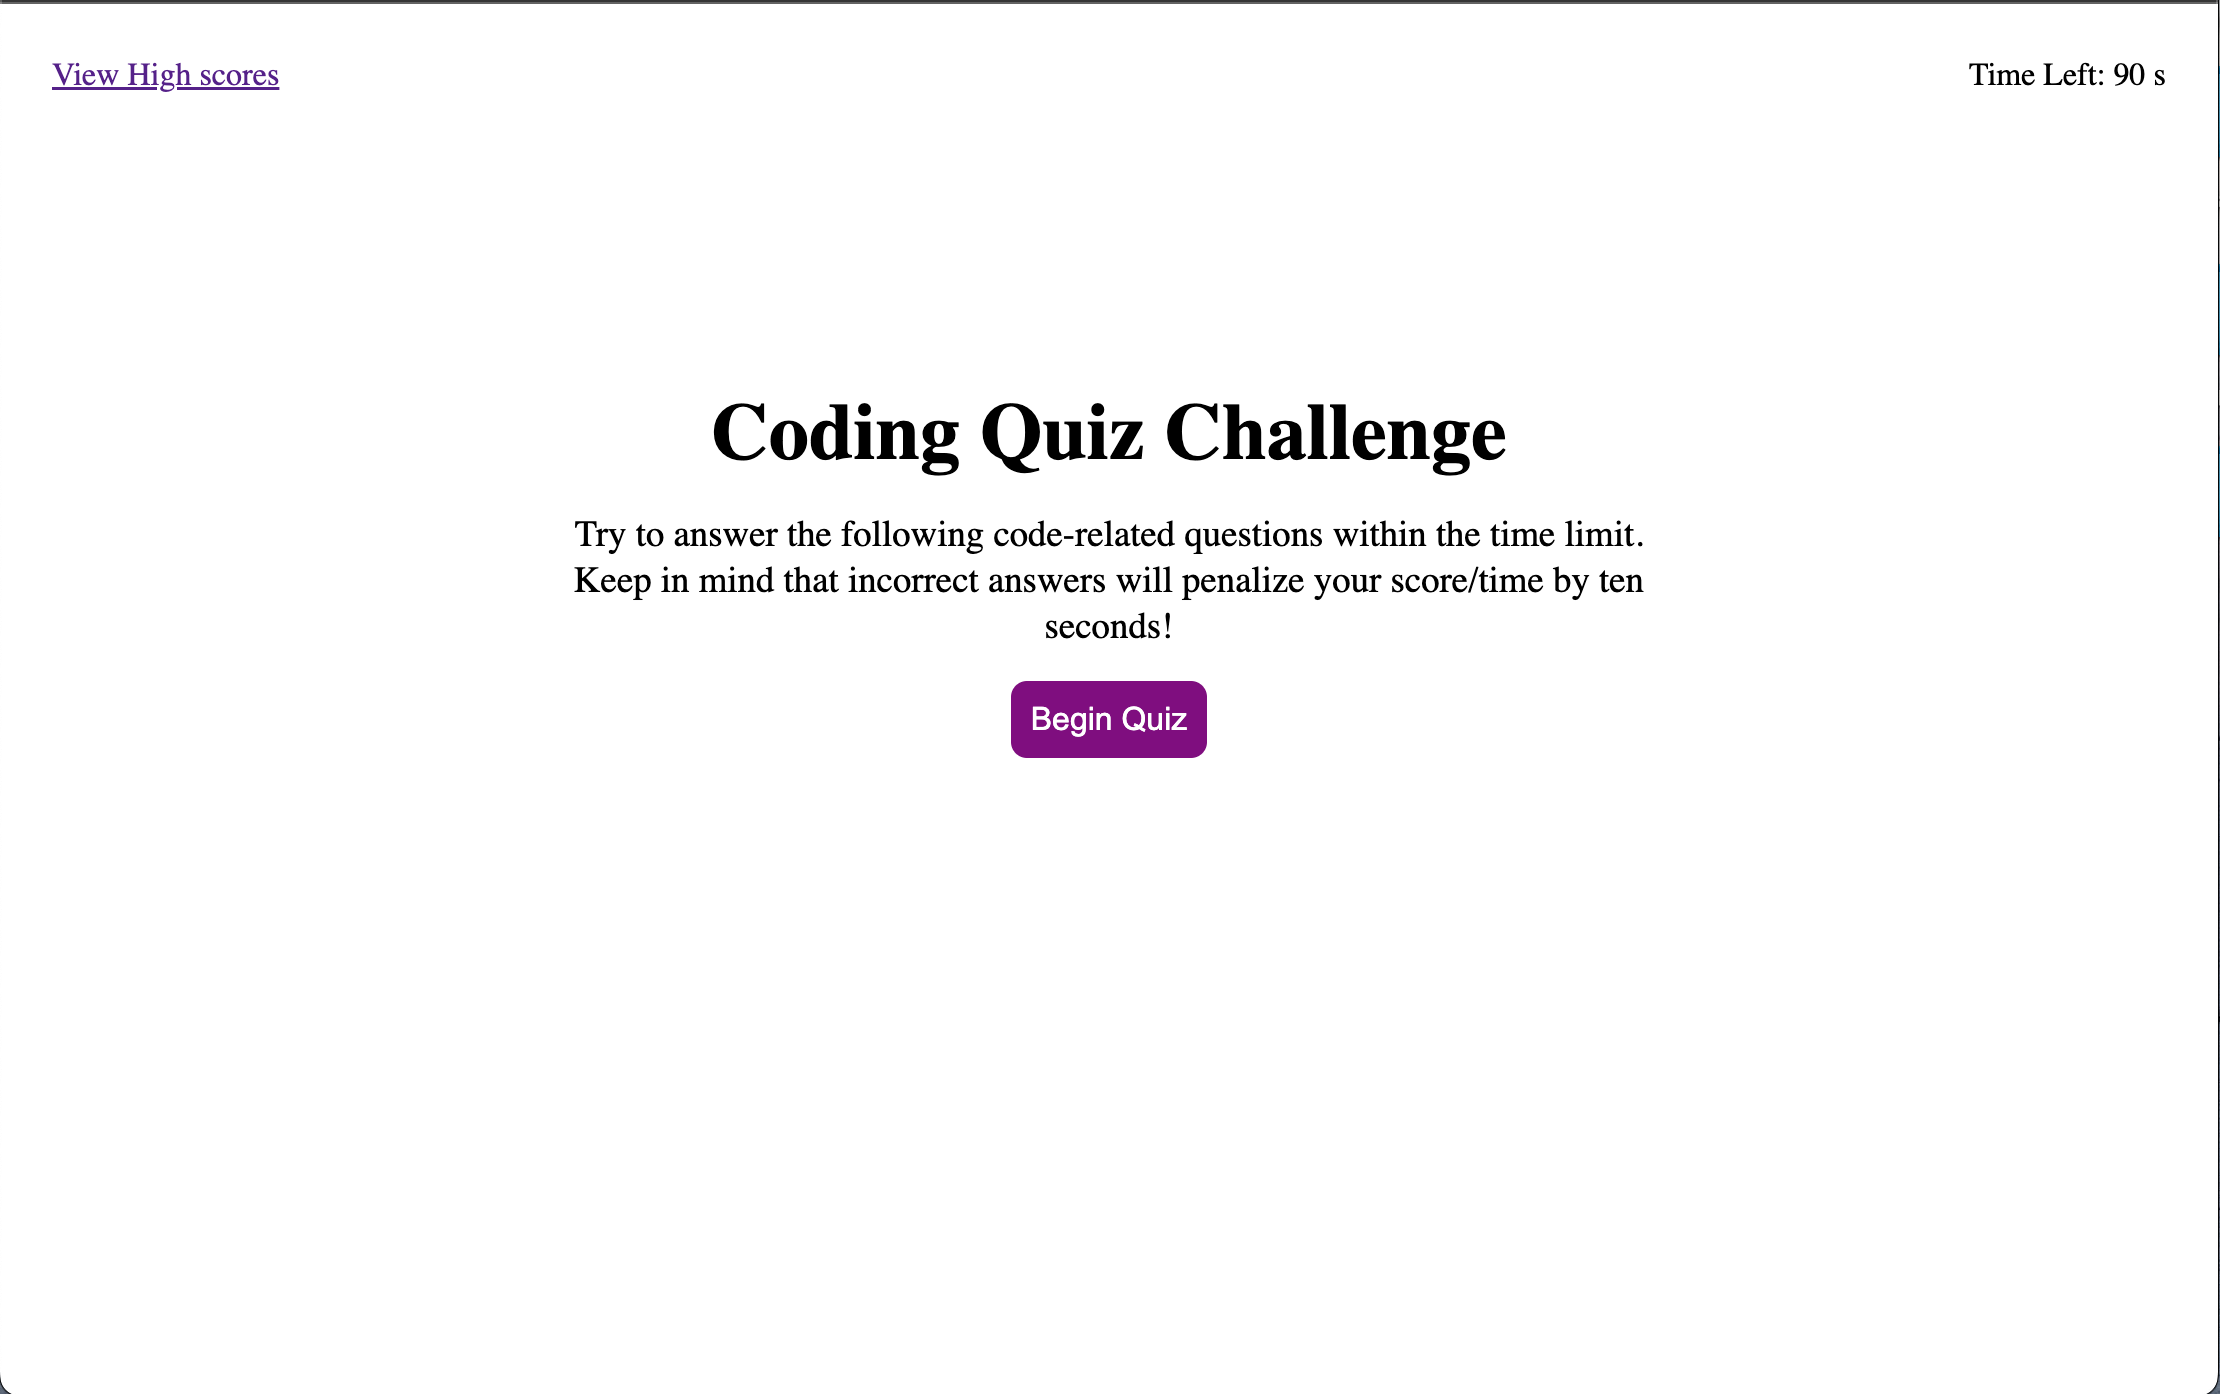 View High scores
Time Left: 90 s
Coding Quiz Challenge
Try to answer the following code-related questions within the time limit.
Keep in mind that incorrect answers will penalize your score/time by ten
seconds!
Begin Quiz